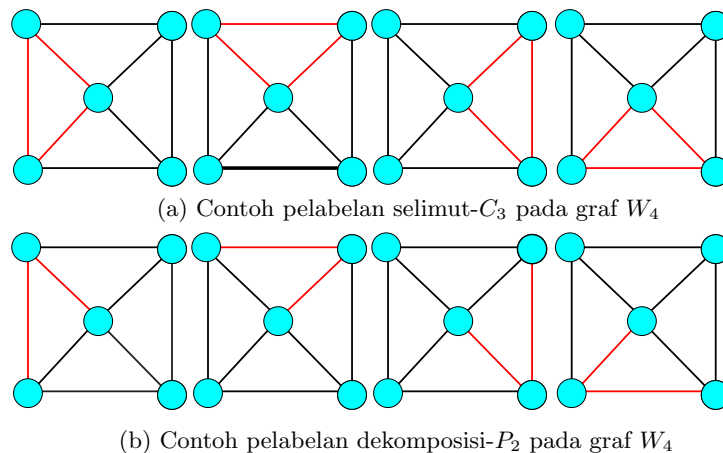 (a) Contoh pelabelan selimut-C₃ pada graf W₄
(b) Contoh pelabelan dekomposisi-P₂ pada graf W₄